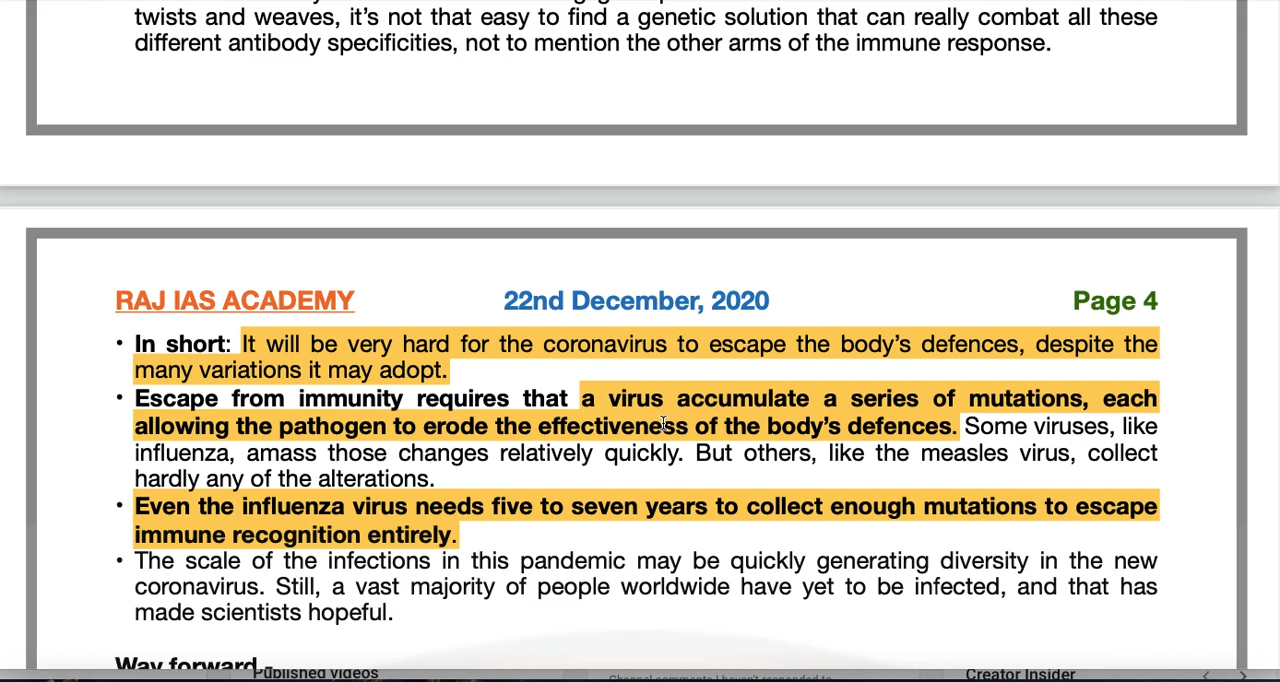 twists and weaves, it’s not that easy to find a genetic solution that can really combat all these
different antibody specificities, not to mention the other arms of the immune response.
RAJ IAS ACADEMY 22nd December, 2020 Page 4
• In short: It will be very hard for the coronavirus to escape the body’s defences, despite the
many variations it may adopt.
• Escape from immunity requires that a virus accumulate a series of mutations, each
allowing the pathogen to erode the effectiveness of the body’s defences. Some viruses, like
influenza, amass those changes relatively quickly. But others, like the measles virus, collect
hardly any of the alterations.
• Even the influenza virus needs five to seven years to collect enough mutations to escape
immune recognition entirely.
• The scale of the infections in this pandemic may be quickly generating diversity in the new
coronavirus. Still, a vast majority of people worldwide have yet to be infected, and that has
made scientists hopeful.
Way forward -
Published videos Channel comments I haven't responded to Creator Insider